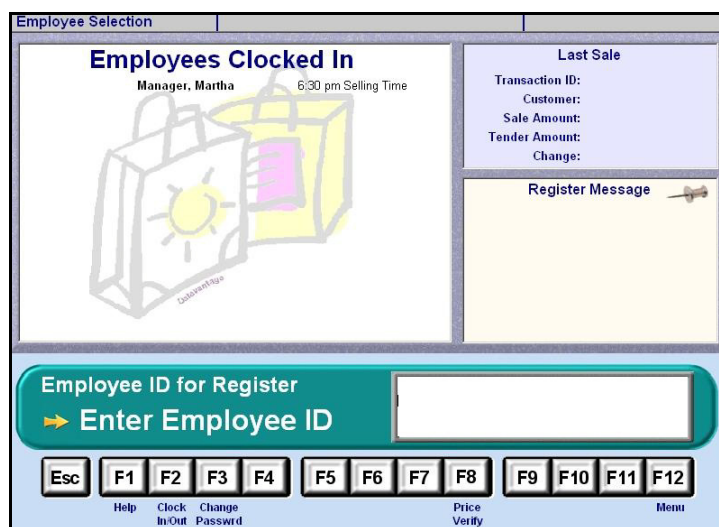 Employee Selection
Employees Clocked In
Manager, Martha 6:30 pm Selling Time
Datavantage
Last Sale
Transaction ID:
Customer:
Sale Amount:
Tender Amount:
Change:
Register Message
Employee ID for Register
Enter Employee ID
Esc F1 F2 F3 F4 F5 F6 F7 F8 F9 F10 F11 F12
Help Clock Change Price Menu
In/Out Passwrd Verify